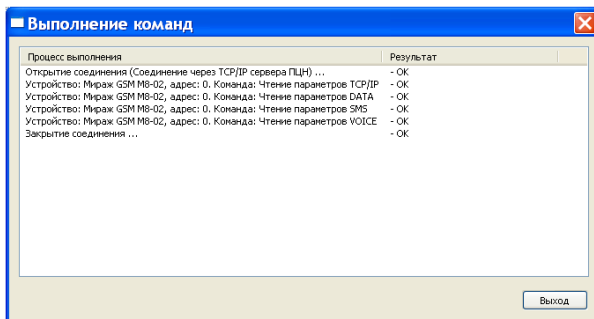 Выполнение команд
Процесс выполнения Результат
Открытие соединения (Соединение через TCP/IP сервера ПЦН) ... - OK
Устройство: Мираж GSM M8-02, адрес: 0. Команда: Чтение параметров TCP/IP - OK
Устройство: Мираж GSM M8-02, адрес: 0. Команда: Чтение параметров DATA - OK
Устройство: Мираж GSM M8-02, адрес: 0. Команда: Чтение параметров SMS - OK
Устройство: Мираж GSM M8-02, адрес: 0. Команда: Чтение параметров VOICE - OK
Закрытие соединения ... - OK
Выход